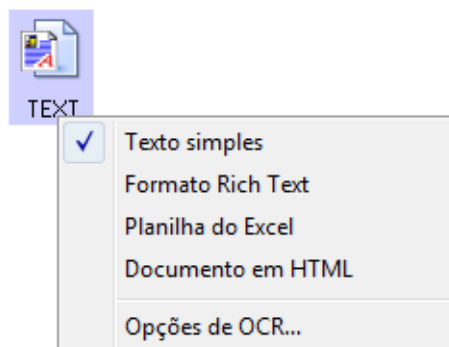 TEXT
Texto simples
Formato Rich Text
Planilha do Excel
Documento em HTML
Opções de OCR...